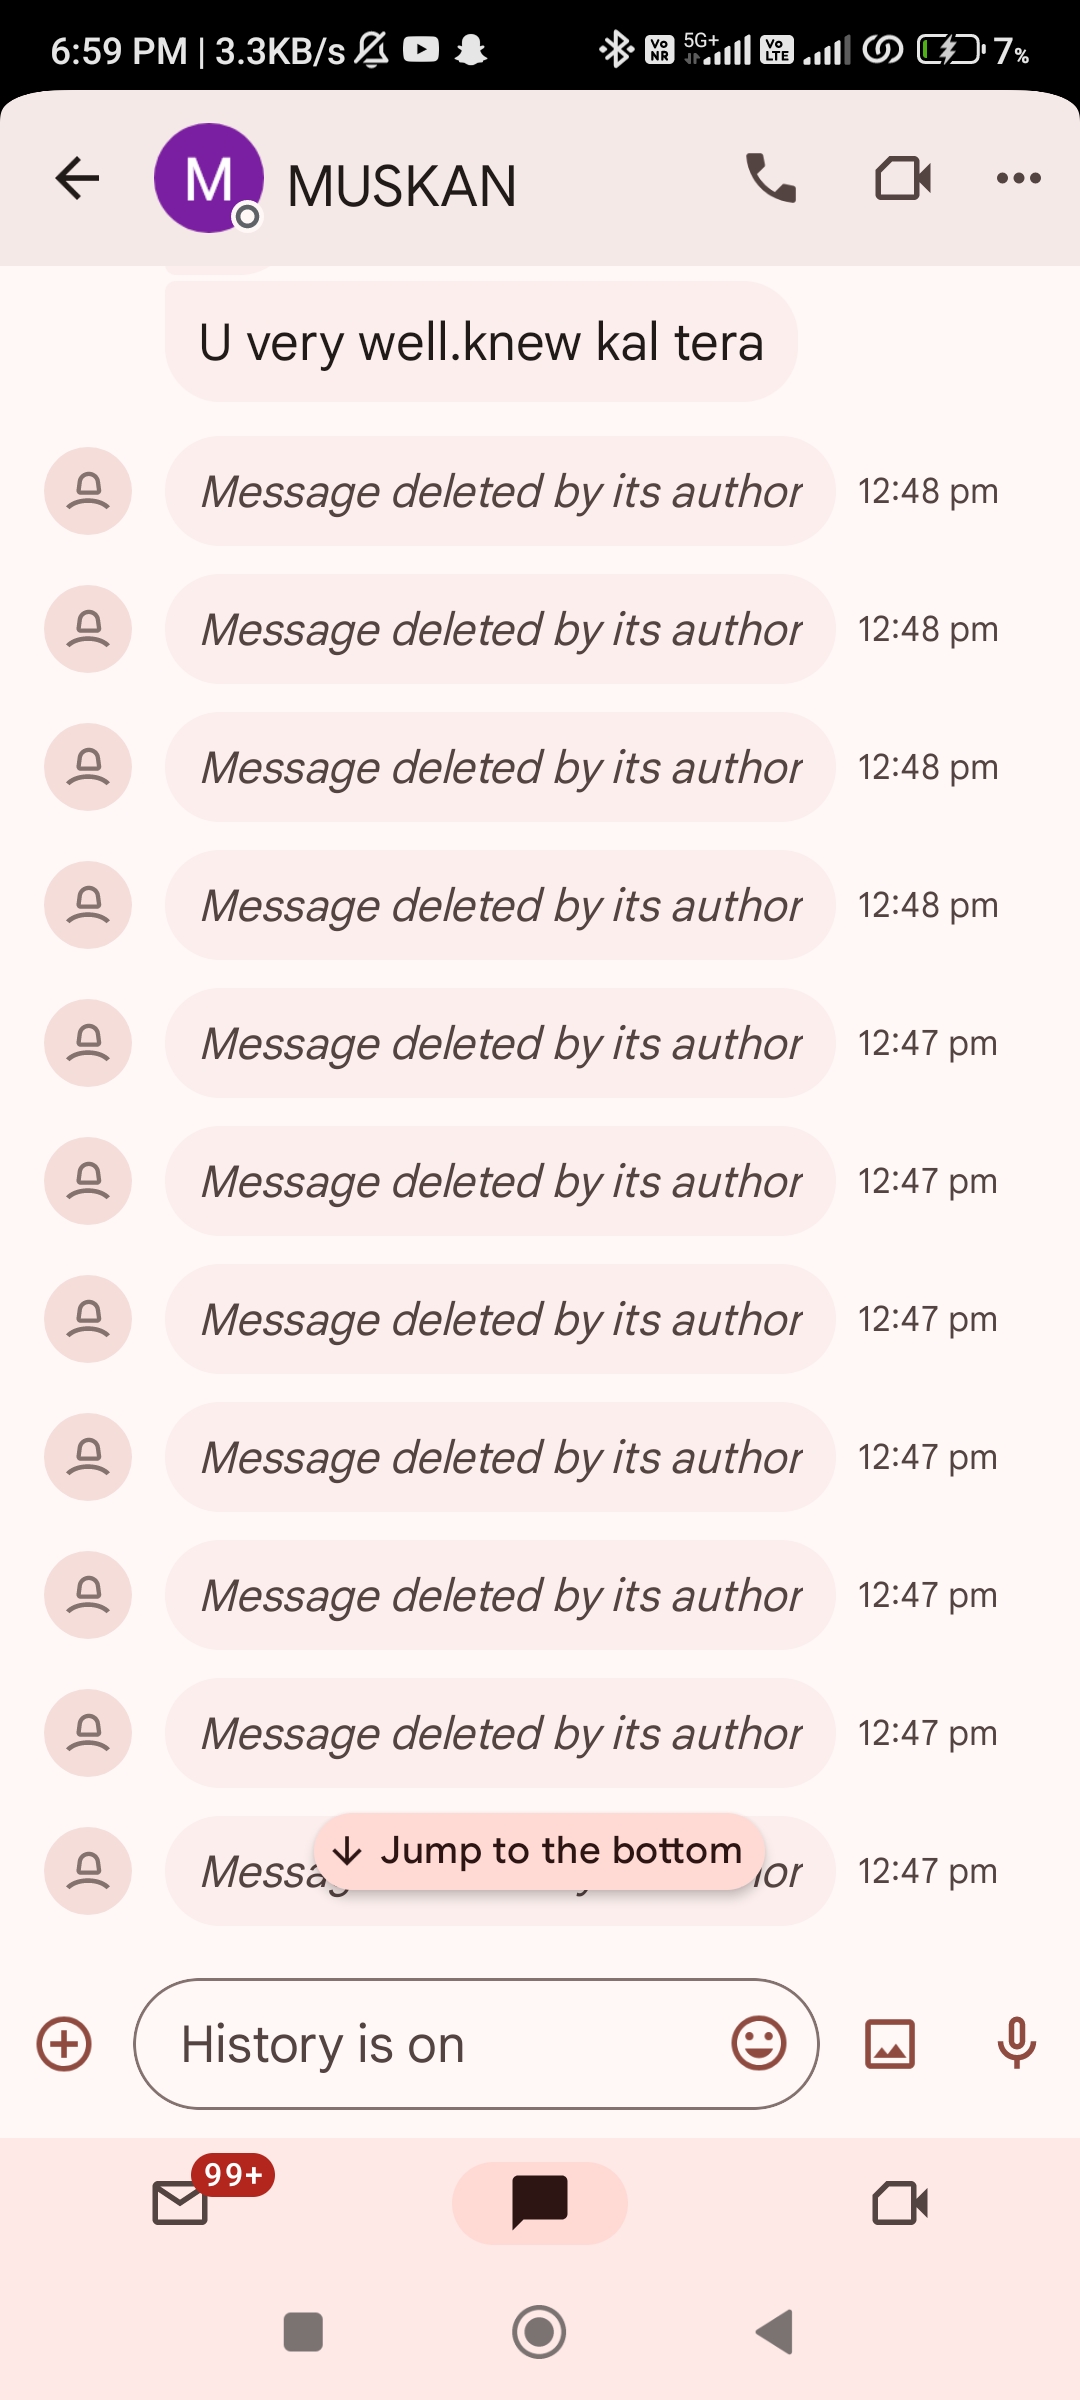 6:59 PM | 3.3KB/s Vo NR 5G+ Vo LTE 7%
M MUSKAN
U very well.knew kal tera
Message deleted by its author 12:48 pm
Message deleted by its author 12:48 pm
Message deleted by its author 12:48 pm
Message deleted by its author 12:48 pm
Message deleted by its author 12:47 pm
Message deleted by its author 12:47 pm
Message deleted by its author 12:47 pm
Message deleted by its author 12:47 pm
Message deleted by its author 12:47 pm
Message deleted by its author 12:47 pm
12:47 pm
Jump to the bottom
History is on
99+